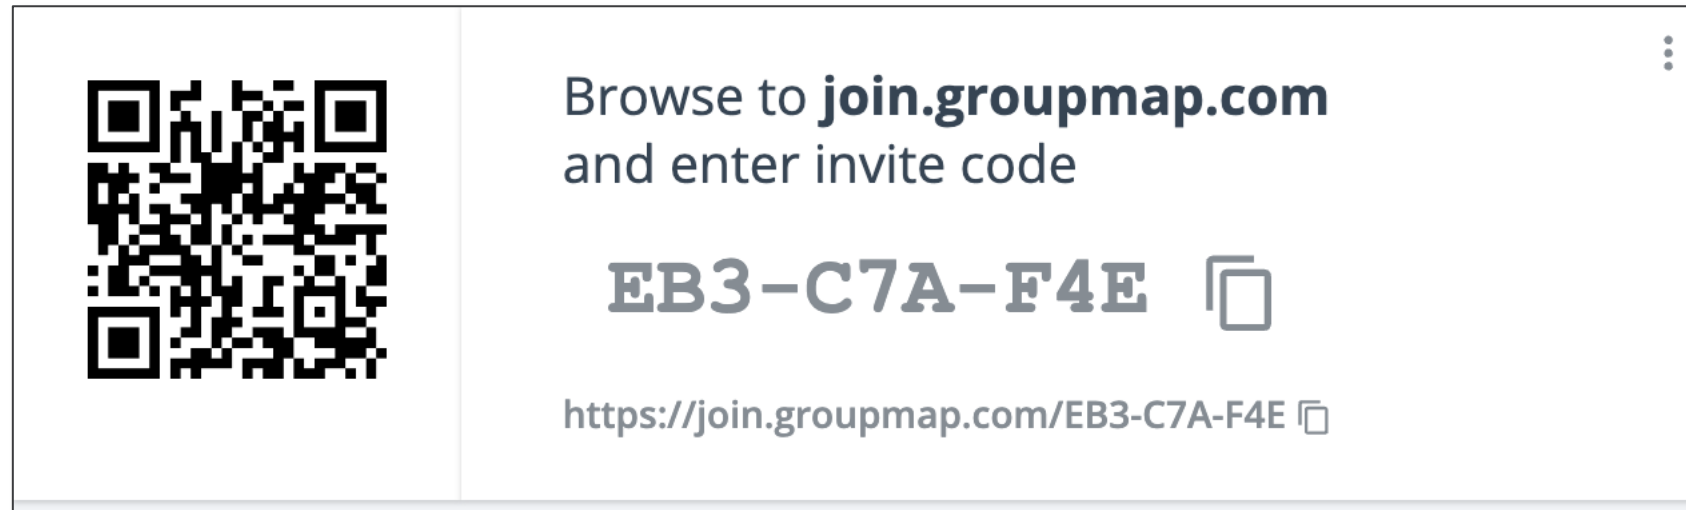 Browse to join.groupmap.com
and enter invite code
EB3-C7A-F4E
https://join.groupmap.com/EB3-C7A-F4E